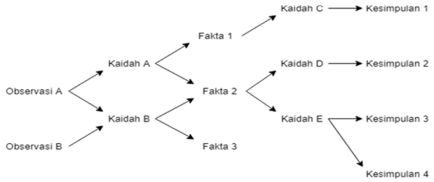 Kaidah C
Kesimpulan 1
Fakta 1
Kaidah A
Kaidah D
Kesimpulan 2
Observasi A
Fakta 2
Kaidah B
Kaidah E
Kesimpulan 3
Observasi B
Fakta 3
Kesimpulan 4